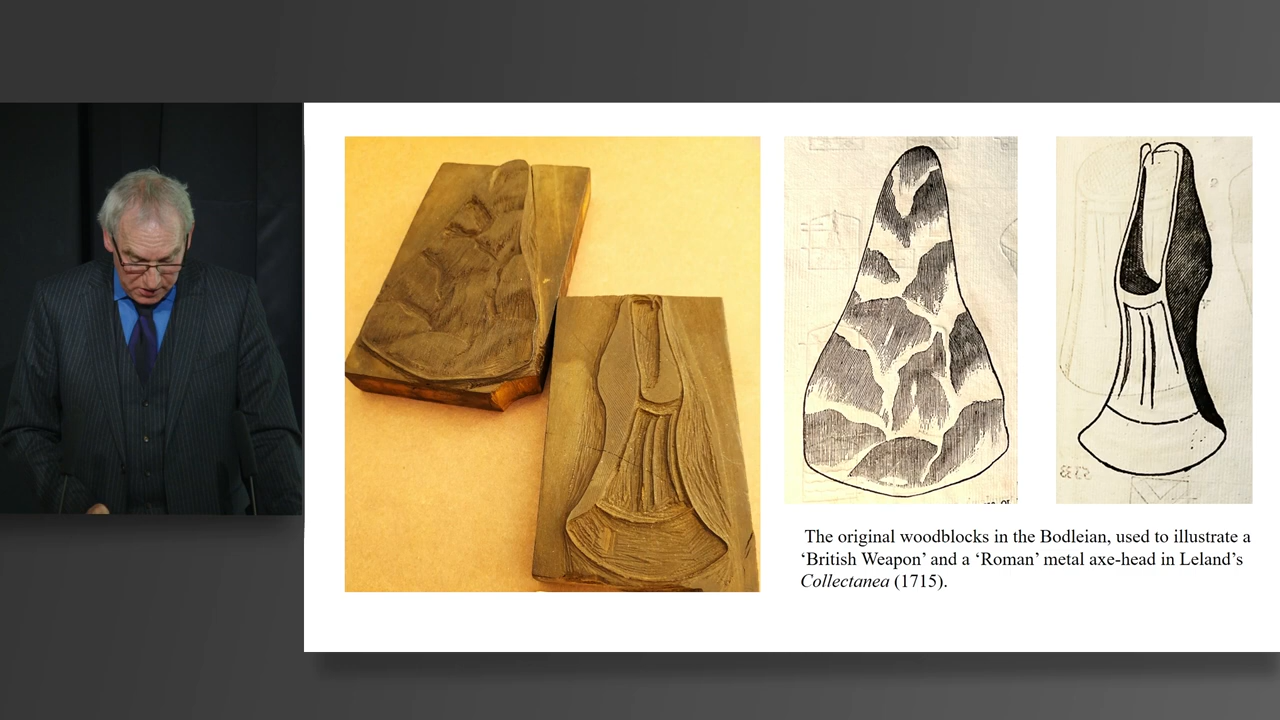 The original woodblocks in the Bodleian, used to illustrate a
‘British Weapon’ and a ‘Roman’ metal axe-head in Leland’s
Collectanea (1715).